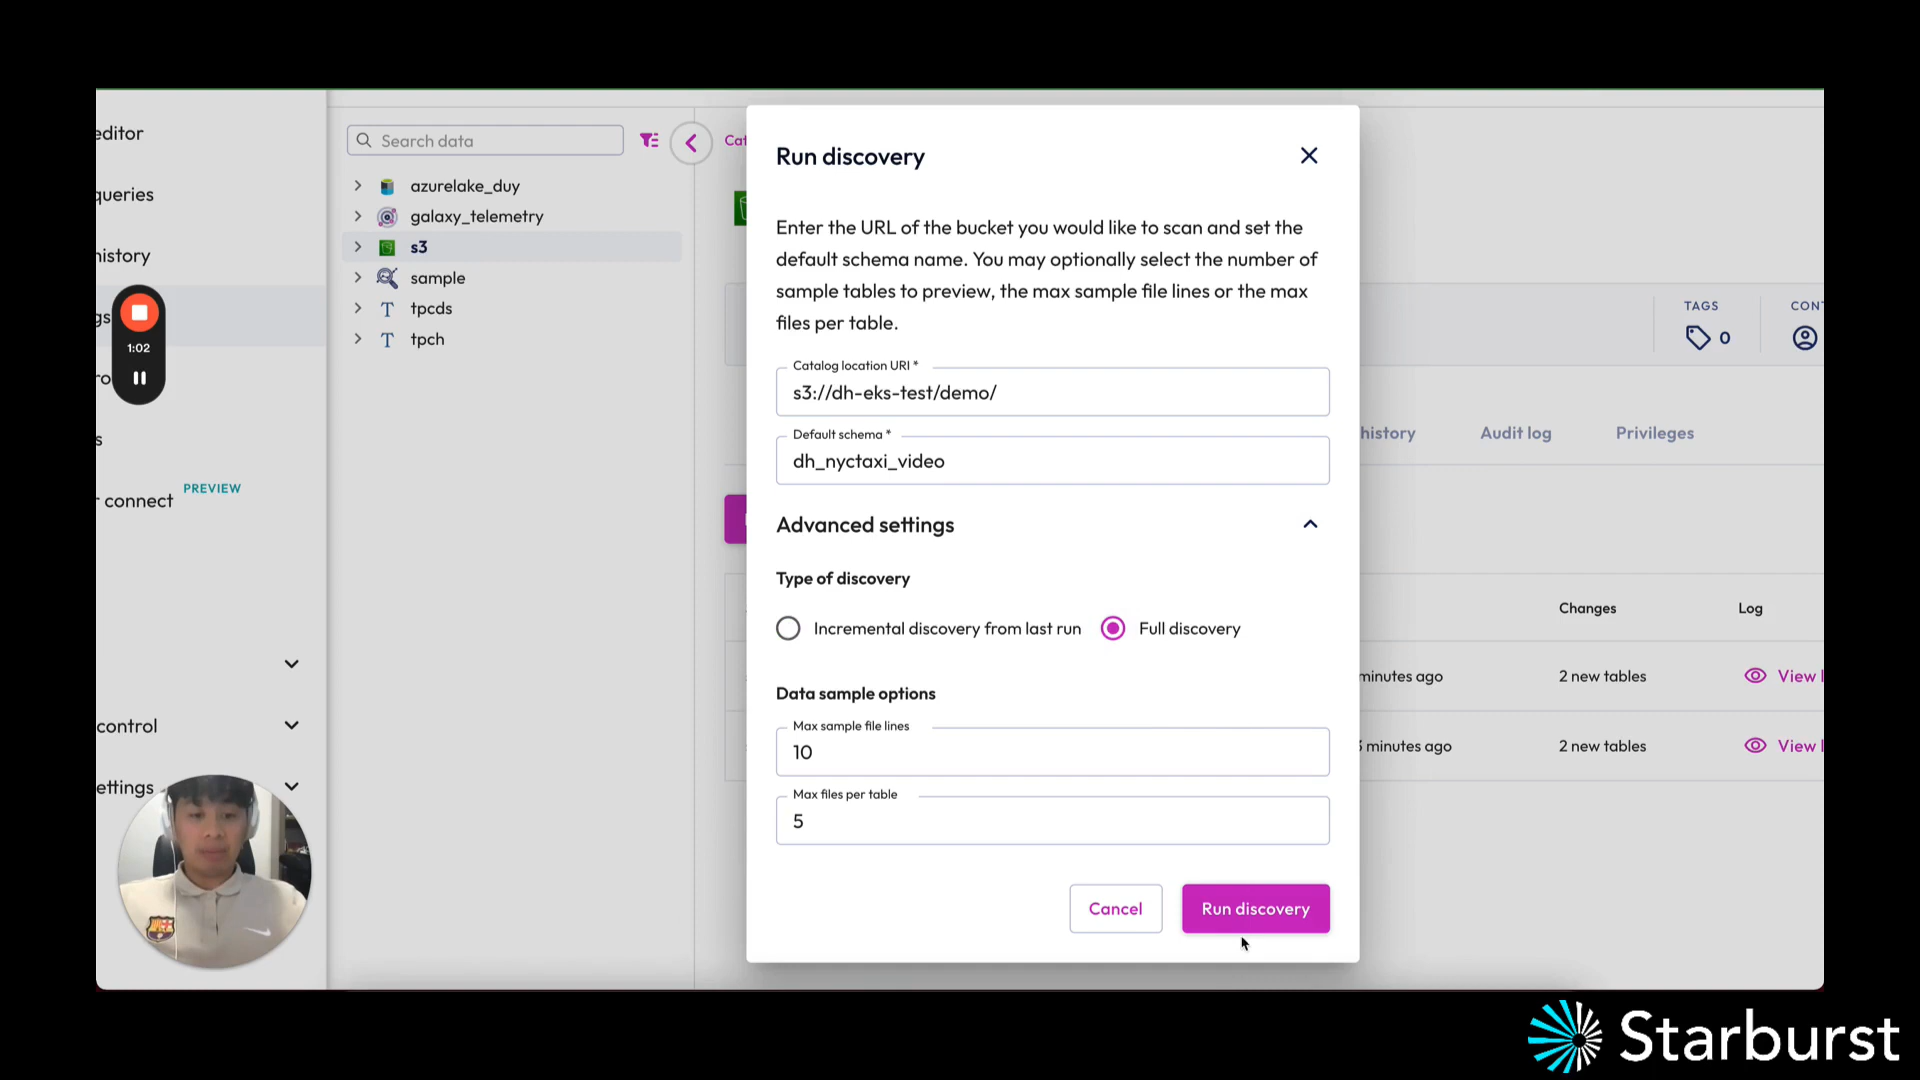 editor
queries
history
gs
1:02
ro
s
r connect
PREVIEW
control
ettings
Search data
azurelake_duy
galaxy_telemetry
s3
sample
tpcds
tpch
Cat
Run discovery
Enter the URL of the bucket you would like to scan and set the
default schema name. You may optionally select the number of
sample tables to preview, the max sample file lines or the max
files per table.
Catalog location URI *
s3://dh-eks-test/demo/
Default schema *
dh_nyctaxi_video
Advanced settings
Type of discovery
Incremental discovery from last run
Full discovery
Data sample options
Max sample file lines
10
Max files per table
5
Cancel
Run discovery
TAGS
0
CONT
history
Audit log
Privileges
Changes
Log
minutes ago
2 new tables
View l
minutes ago
2 new tables
View l
Starburst